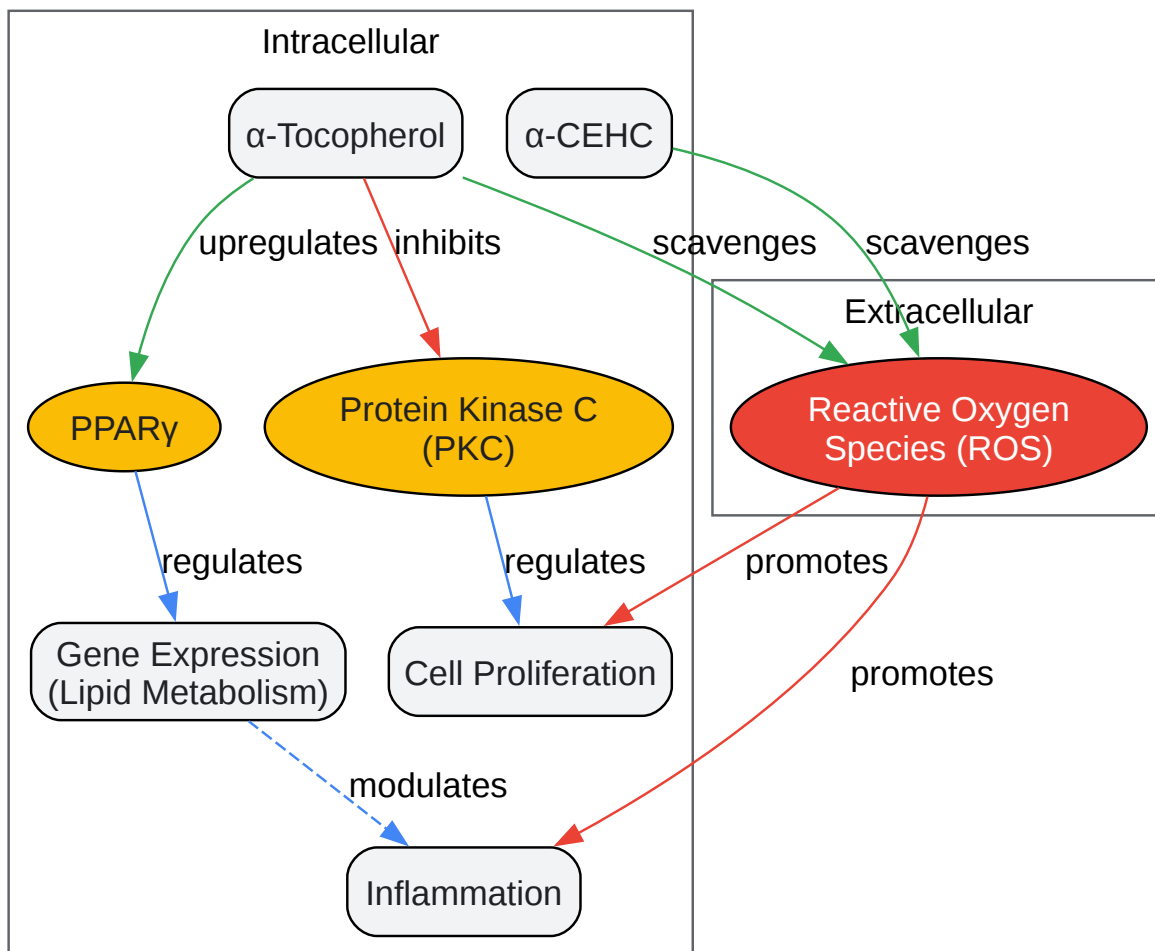 Intracellular
α-Tocopherol
α-CEHC
upregulates
inhibits
scavenges
scavenges
Extracellular
PPARγ
Protein Kinase C
(PKC)
Reactive Oxygen
Species (ROS)
regulates
regulates
promotes
Gene Expression
(Lipid Metabolism)
Cell Proliferation
promotes
modulates
Inflammation